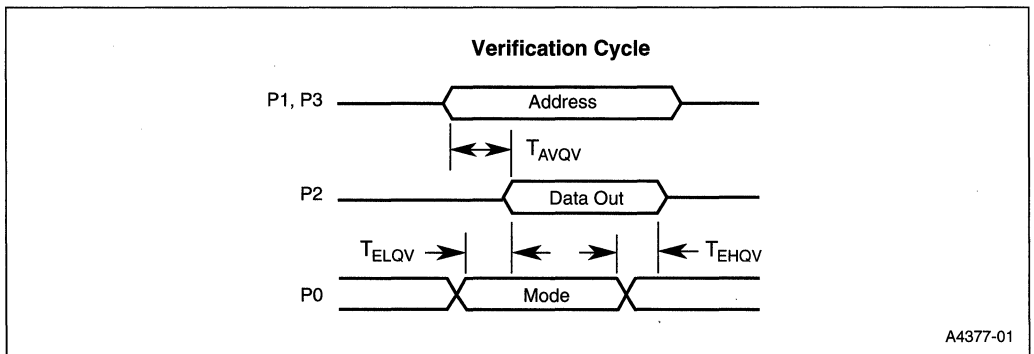 Verification Cycle
P1, P3
Address
TAVQV
P2
Data Out
TELQV
TEHQV
P0
Mode
A4377-01